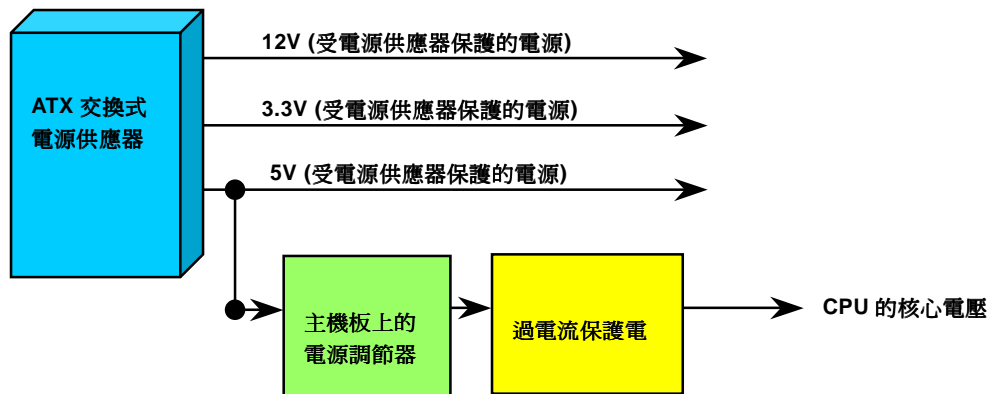 12V (受電源供應器保護的電源)
ATX 交換式
電源供應器
3.3V (受電源供應器保護的電源)
5V (受電源供應器保護的電源)
主機板上的
電源調節器
過電流保護電
CPU 的核心電壓